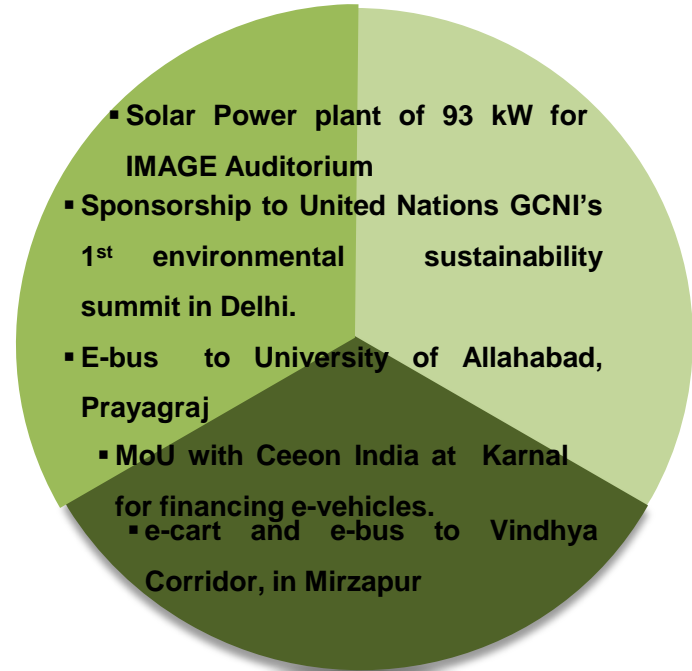 ▪ Solar Power plant of 93 kW for
IMAGE Auditorium
▪ Sponsorship to United Nations GCNI's
1st environmental sustainability
summit in Delhi.
▪ E-bus to University of Allahabad,
Prayagraj
▪ MoU with Ceeon India at Karnal
for financing e-vehicles.
▪ e-cart and e-bus to Vindhya
Corridor, in Mirzapur